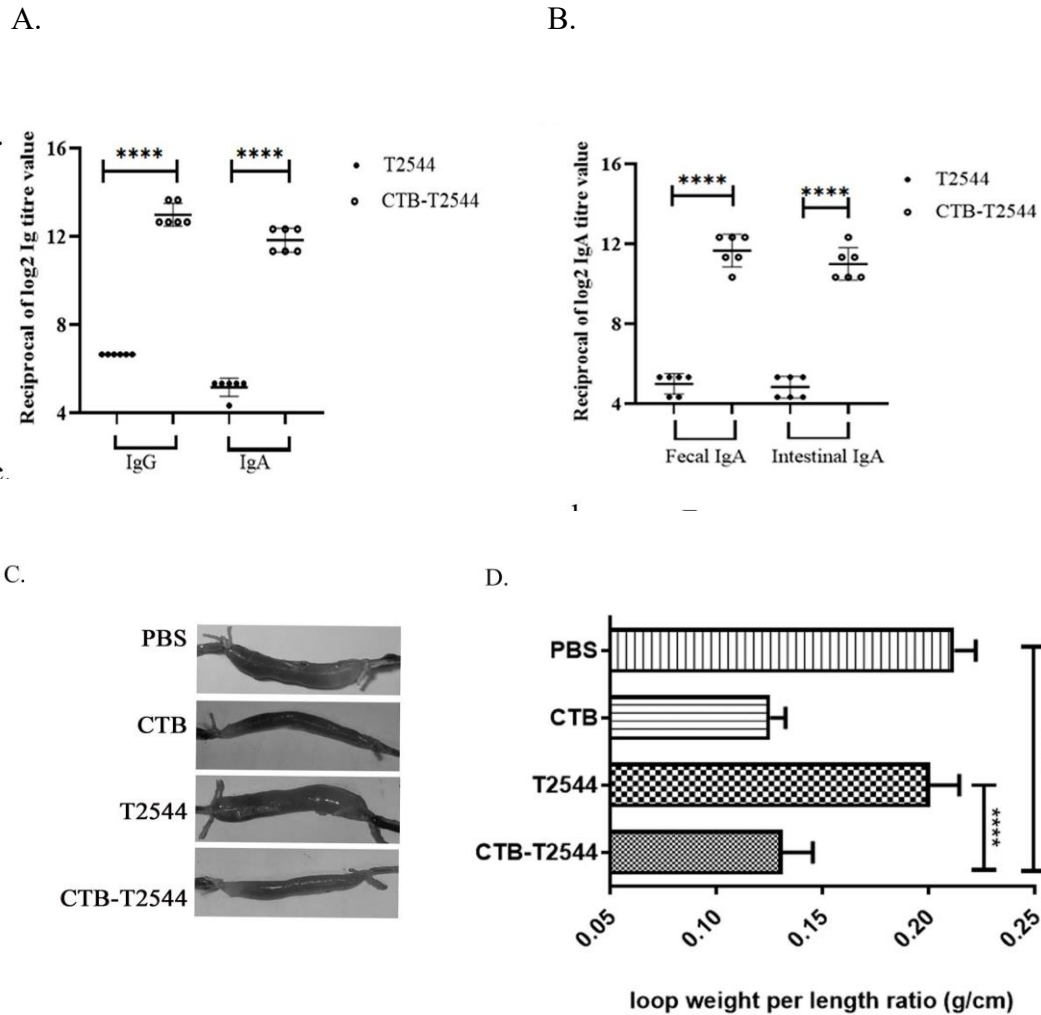 A.
B.
Reciprocal of log2 Ig titre value
16
12
8
4
****
****
T2544
CTB-T2544
IgG
IgA
Reciprocal of log2 IgA titre value
16
12
8
4
****
****
T2544
CTB-T2544
Fecal IgA
Intestinal IgA
C.
D.
PBS
CTB
T2544
CTB-T2544
PBS
CTB
T2544
CTB-T2544
****
0.05
0.10
0.15
0.20
0.25
loop weight per length ratio (g/cm)